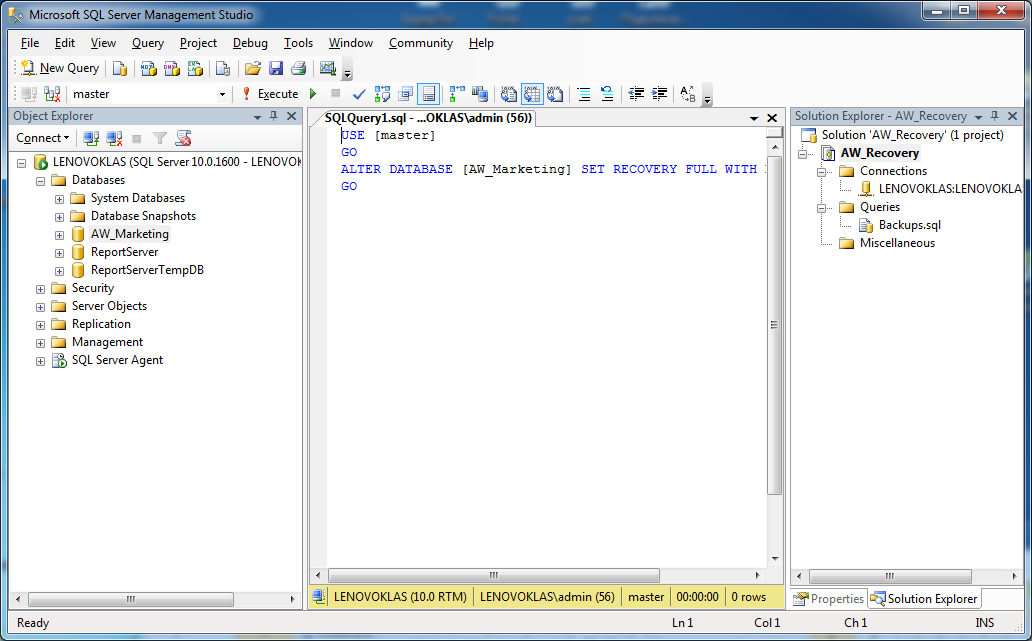 Microsoft SQL Server Management Studio
File Edit View Query Project Debug Tools Window Community Help
New Query
master Execute
Object Explorer
Connect
LENOVOKLAS (SQL Server 10.0.1600 - LENOVOK
Databases
System Databases
Database Snapshots
AW_Marketing
ReportServer
ReportServerTempDB
Security
Server Objects
Replication
Management
SQL Server Agent
SQLQuery1.sql - ...OKLAS\admin (56))
USE [master]
GO
ALTER DATABASE [AW_Marketing] SET RECOVERY FULL WITH
GO
LENOVOKLAS (10.0 RTM) LENOVOKLAS\admin (56) master 00:00:00 0 rows
Solution Explorer - AW_Recovery
Solution 'AW_Recovery' (1 project)
AW_Recovery
Connections
LENOVOKLAS:LENOVOKLA
Queries
Backups.sql
Miscellaneous
Properties Solution Explorer
Ready Ln 1 Col 1 Ch 1 INS